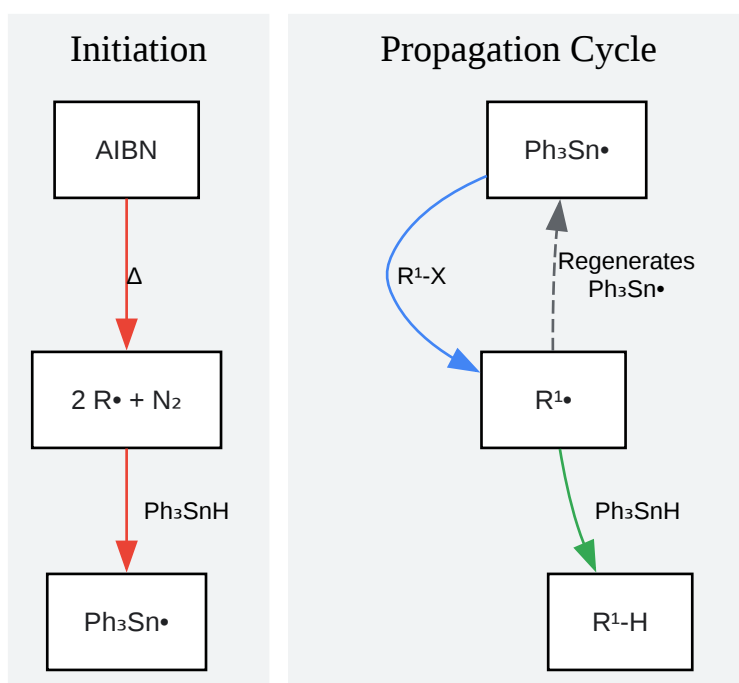 Initiation
AIBN
Δ
2 R• + N₂
Ph₃SnH
Ph₃Sn•
Propagation Cycle
Ph₃Sn•
R¹-X
Regenerates
Ph₃Sn•
R¹•
Ph₃SnH
R¹-H